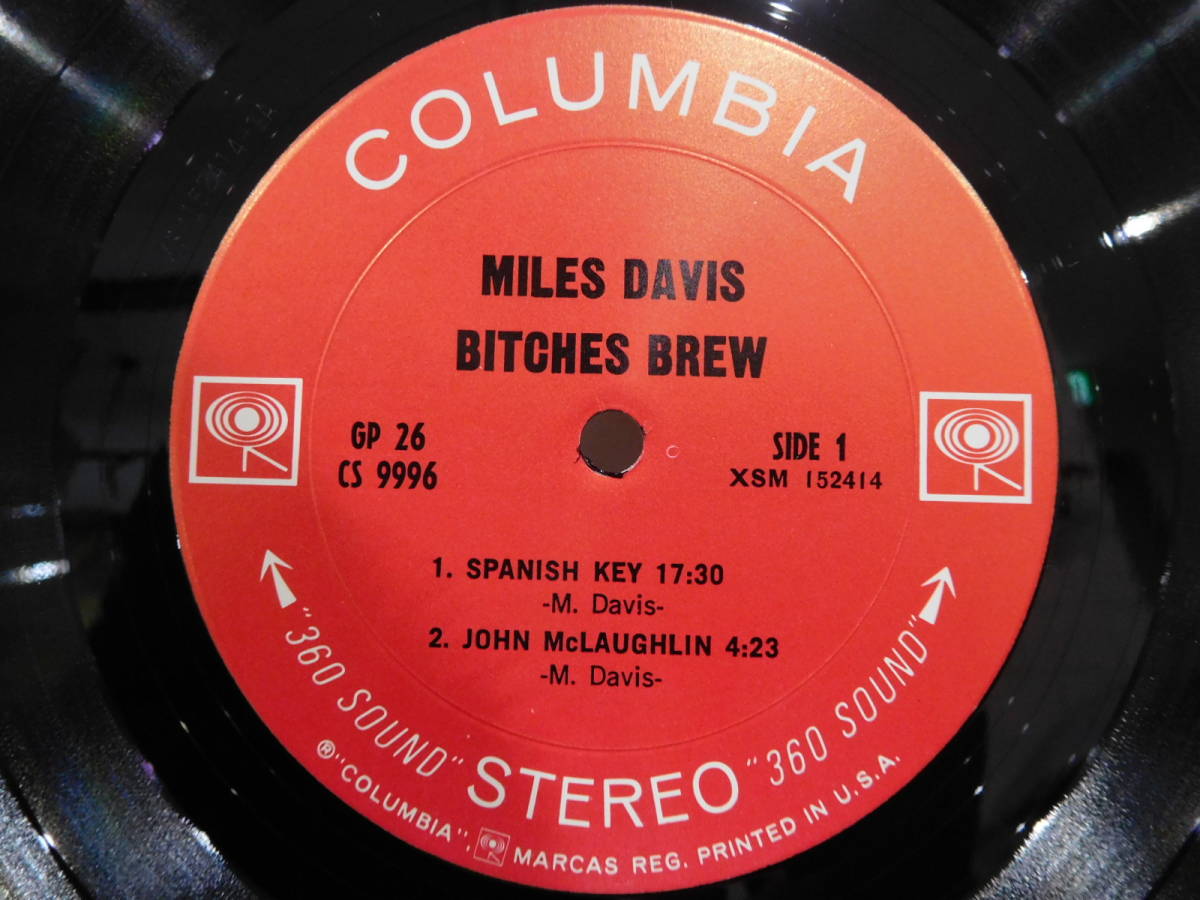 COLUMBIA
MILES DAVIS
BITCHES BREW
GP 26
CS 9996
SIDE 1
XSM 152414
1. SPANISH KEY 17:30
-M. Davis-
2. JOHN McLAUGHLIN 4:23
-M. Davis-
"360 SOUND" STEREO "360 SOUND"
®"COLUMBIA", MARCAS REG. PRINTED IN U.S.A.